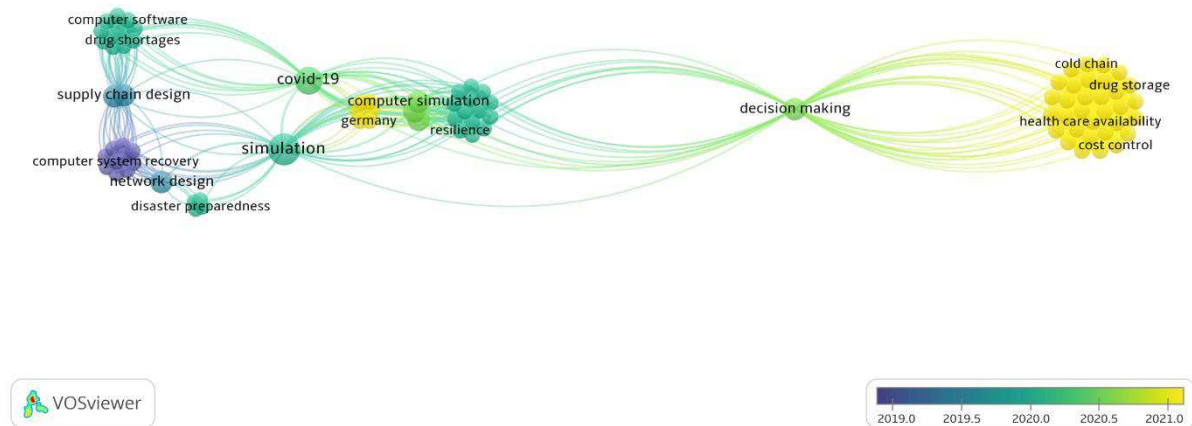 computer software
drug shortages
covid-19
supply chain design
computer simulation
germany
resilience
simulation
computer system recovery
network design
disaster preparedness
decision making
cold chain
drug storage
health care availability
cost control
VOSviewer
2019.0 2019.5 2020.0 2020.5 2021.0